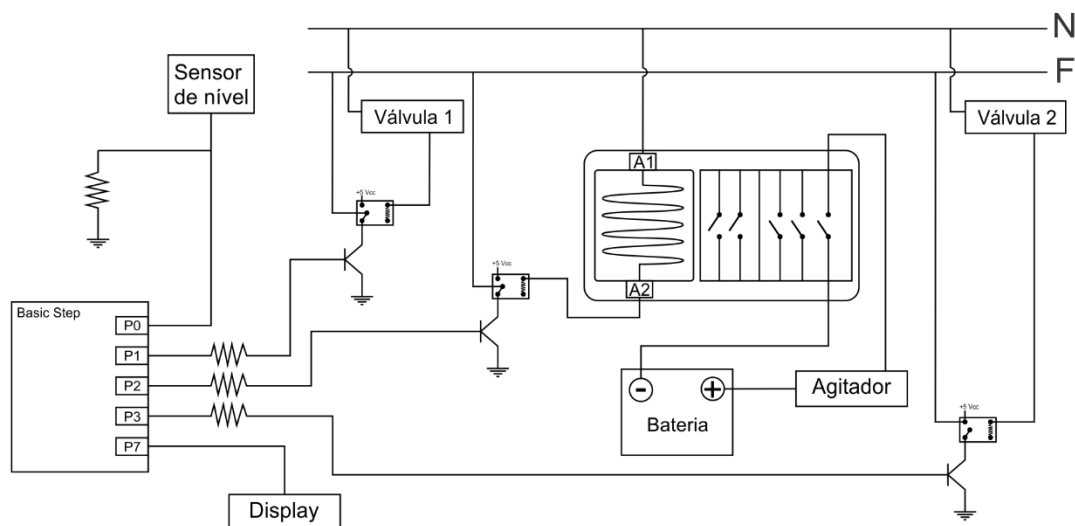 N
F
Sensor
de nível
Válvula 1
Válvula 2
A1
+5 Vcc
+5 Vcc
A2
Basic Step
P0
P1
P2
P3
P7
-
+
Bateria
Agitador
+5 Vcc
Display